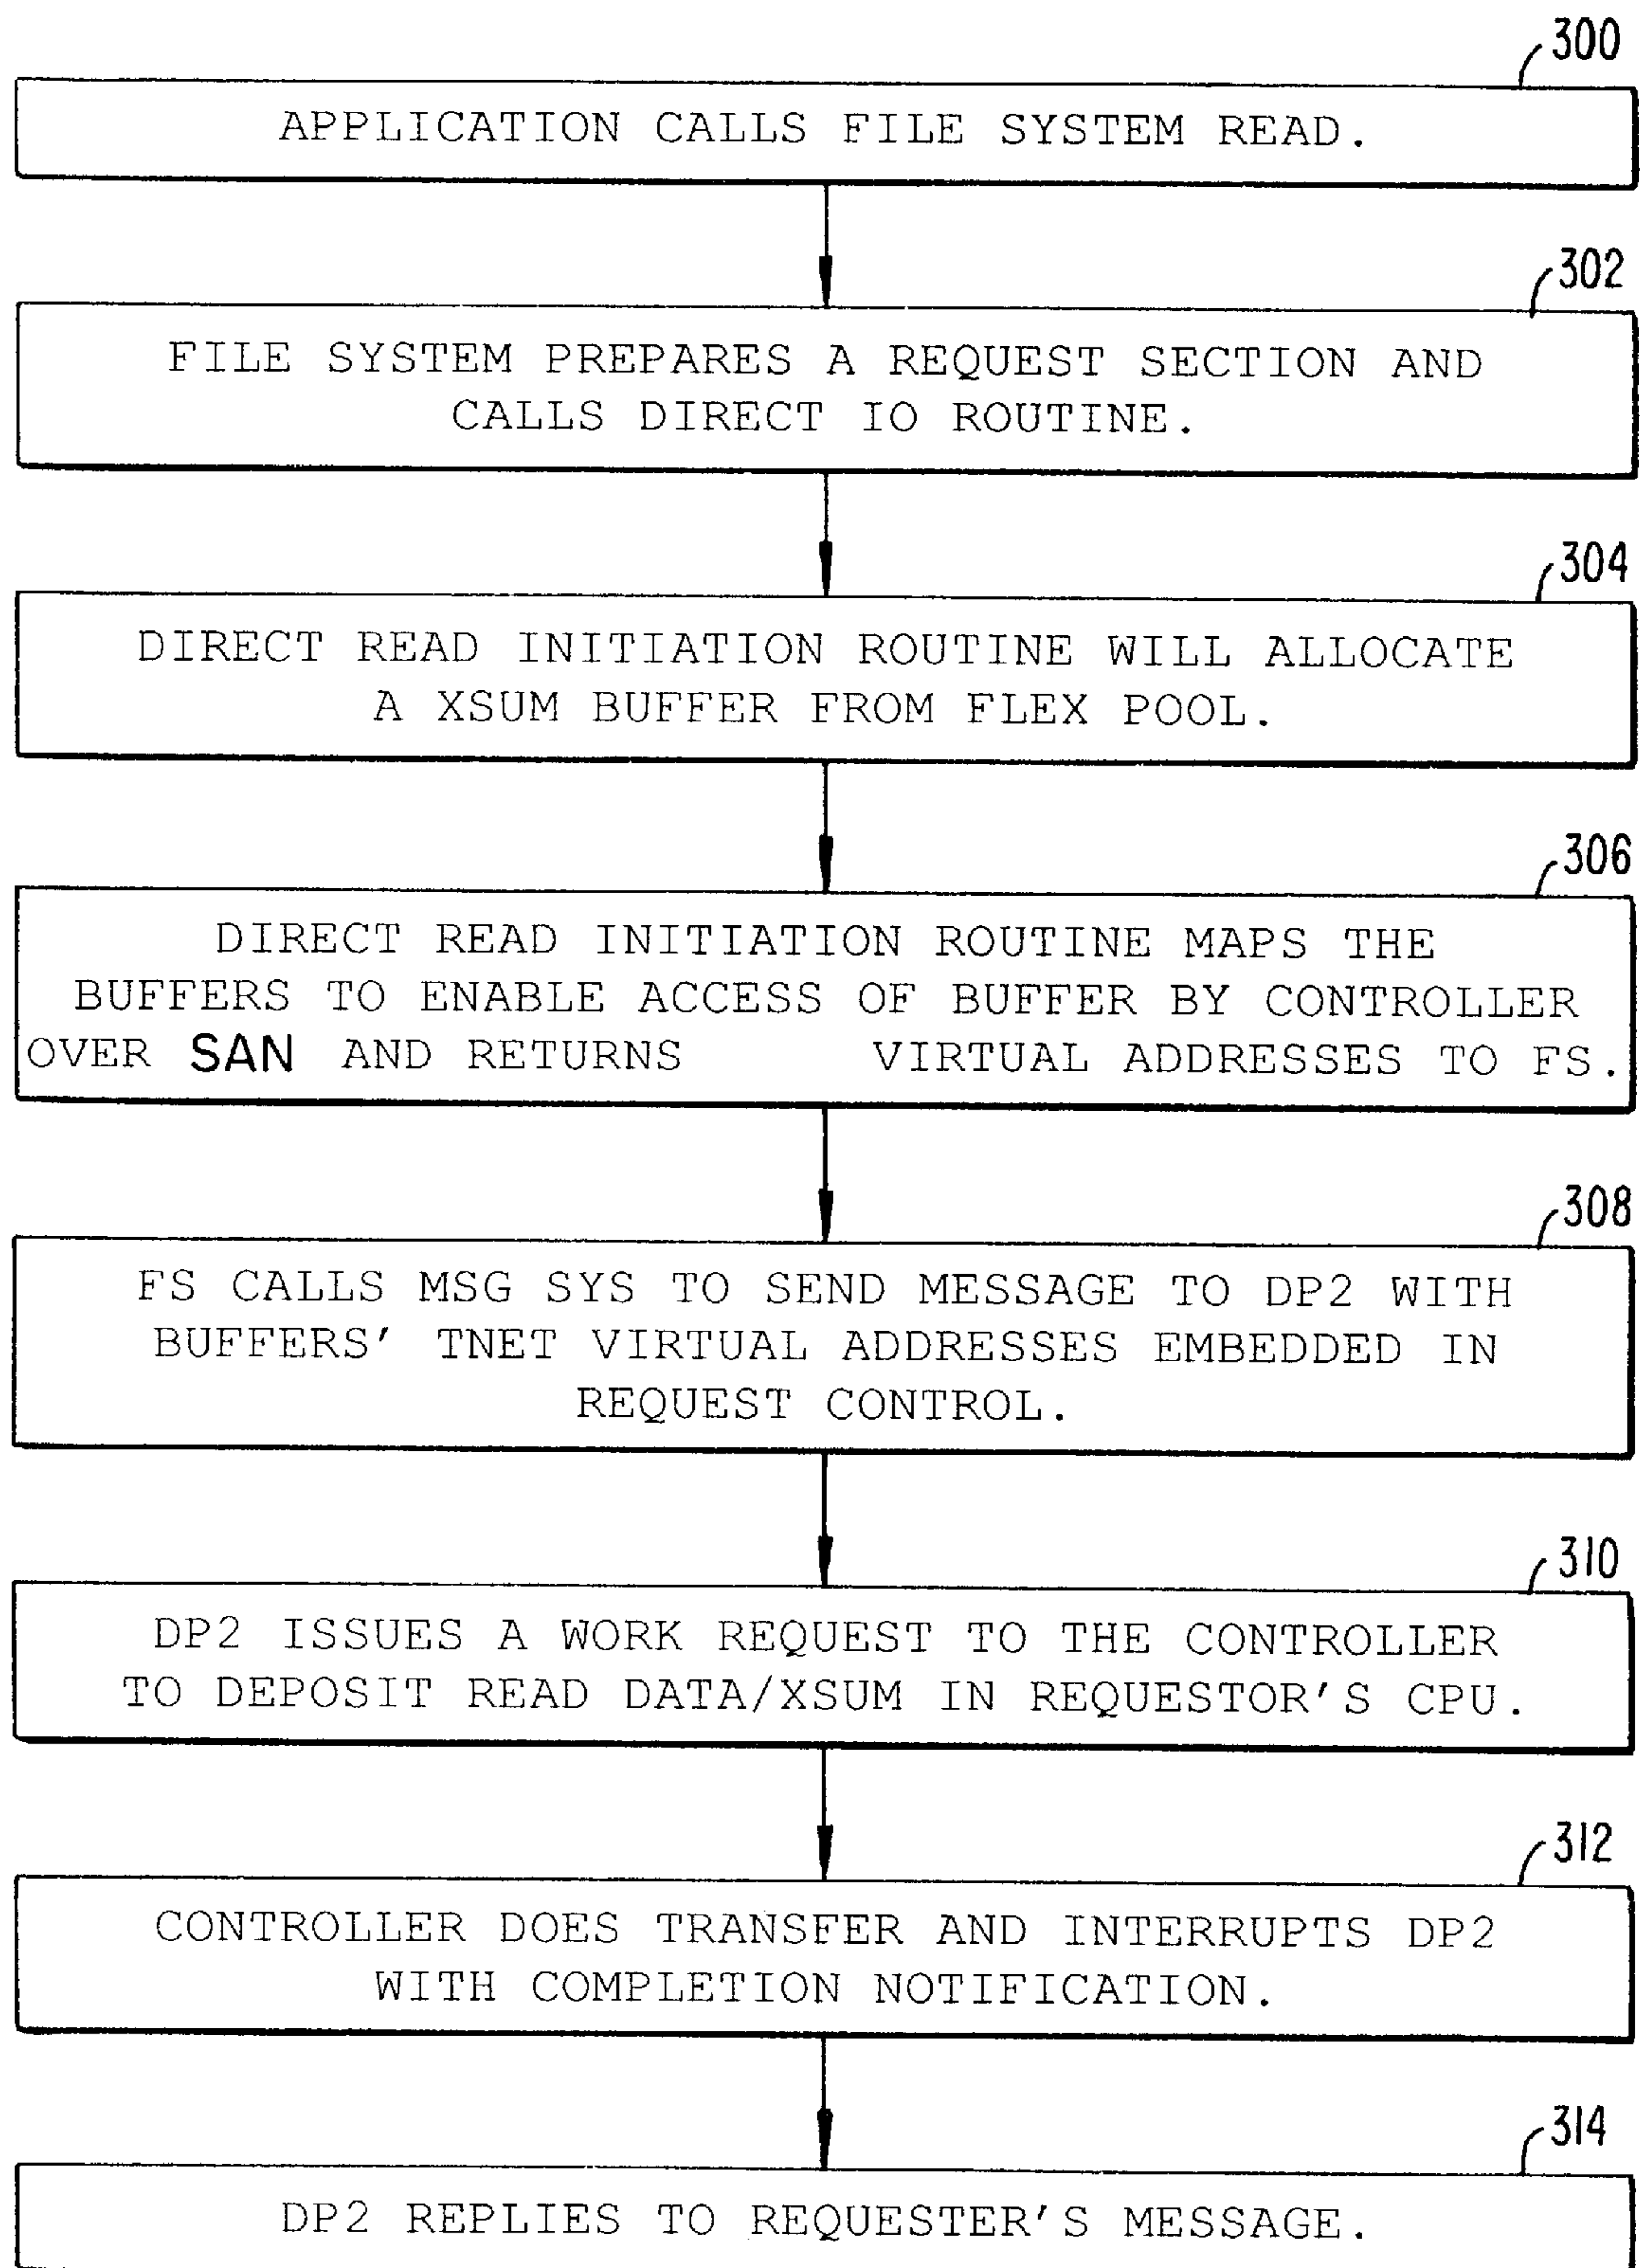 300
APPLICATION CALLS FILE SYSTEM READ.
302
FILE SYSTEM PREPARES A REQUEST SECTION AND
CALLS DIRECT IO ROUTINE.
304
DIRECT READ INITIATION ROUTINE WILL ALLOCATE
A XSUM BUFFER FROM FLEX POOL.
306
DIRECT READ INITIATION ROUTINE MAPS THE
BUFFERS TO ENABLE ACCESS OF BUFFER BY CONTROLLER
OVER SAN AND RETURNS VIRTUAL ADDRESSES TO FS.
308
FS CALLS MSG SYS TO SEND MESSAGE TO DP2 WITH
BUFFERS' TNET VIRTUAL ADDRESSES EMBEDDED IN
REQUEST CONTROL.
310
DP2 ISSUES A WORK REQUEST TO THE CONTROLLER
TO DEPOSIT READ DATA/XSUM IN REQUESTOR'S CPU.
312
CONTROLLER DOES TRANSFER AND INTERRUPTS DP2
WITH COMPLETION NOTIFICATION.
314
DP2 REPLIES TO REQUESTER'S MESSAGE.